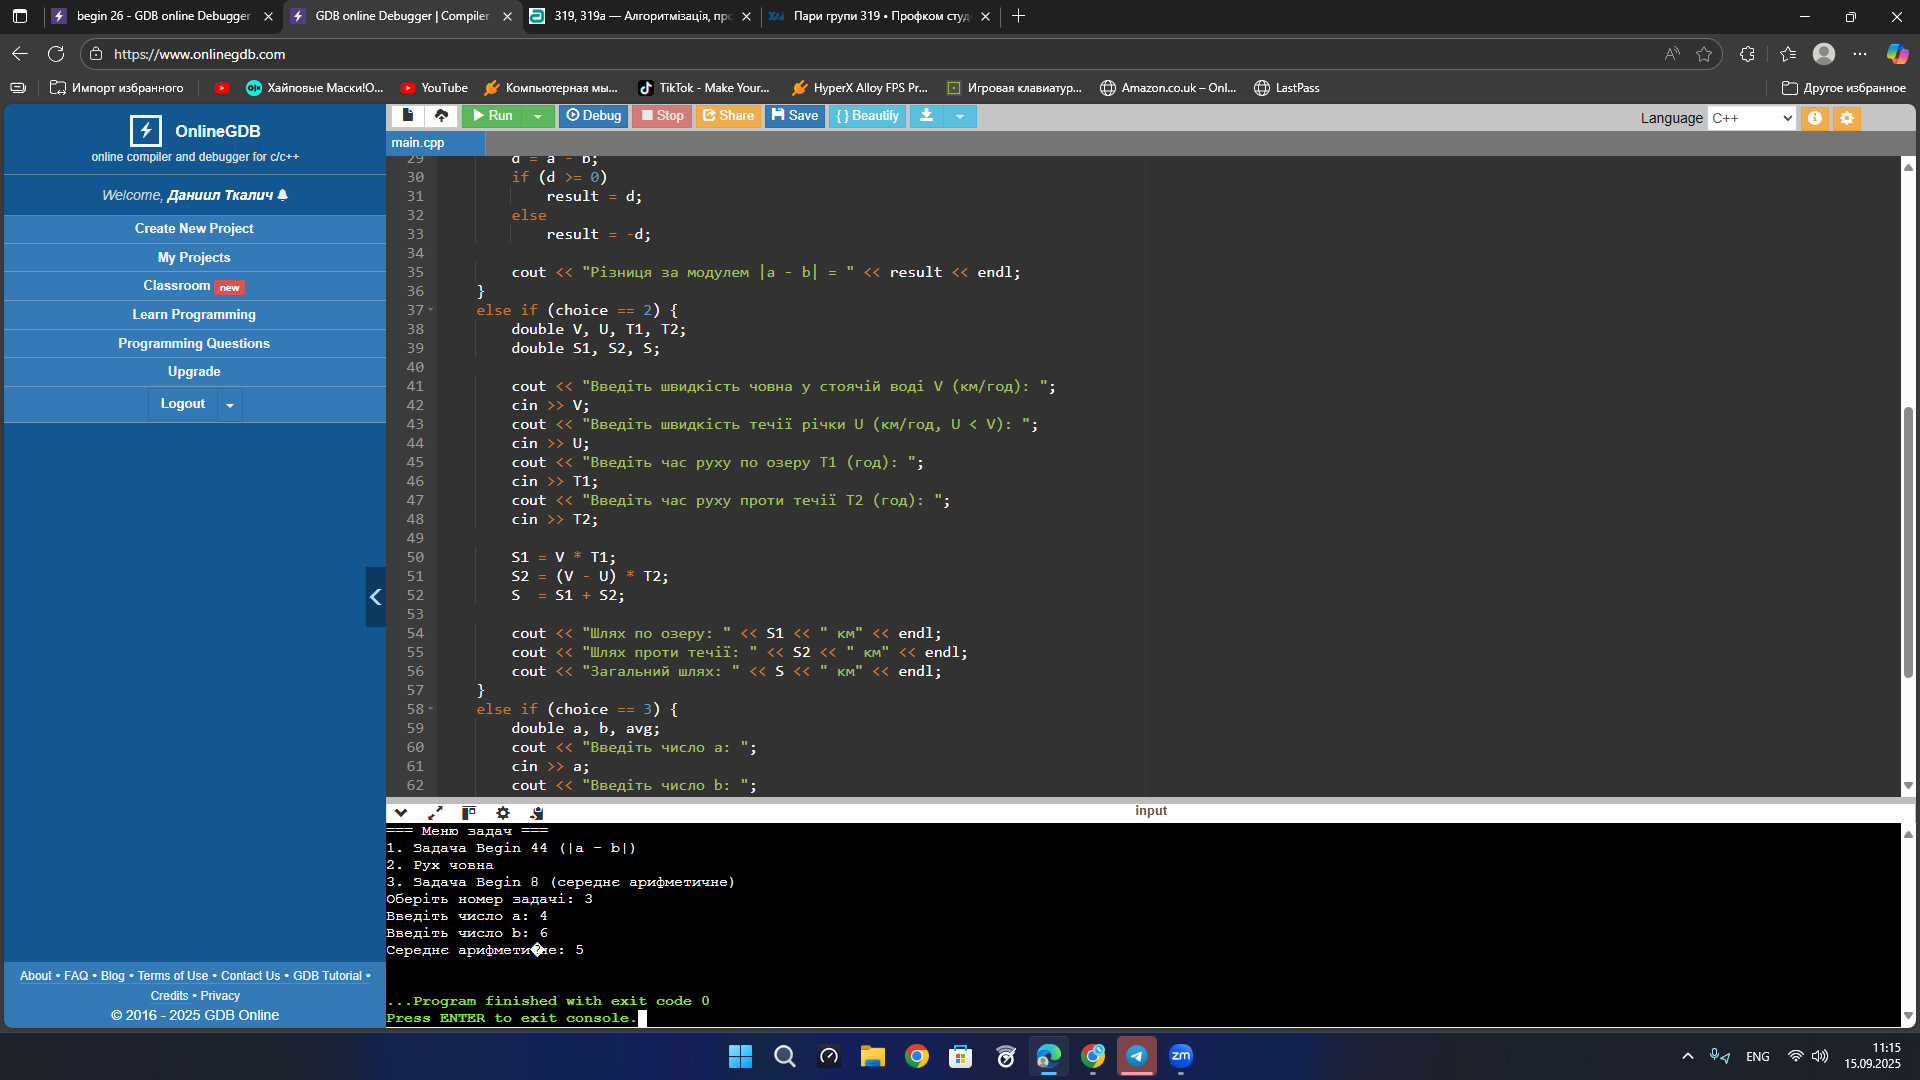 begin 26 - GDB online Debugger
GDB online Debugger | Compiler
319, 319а — Алгоритмізація, пр
Пари групи 319 • Профком студ
https://www.onlinegdb.com
Импорт избранного
Хайповые Маски!Ю...
YouTube
Компьютерная мы...
TikTok - Make Your...
HyperX Alloy FPS Pr...
Игровая клавиатур...
Amazon.co.uk – Onl...
LastPass
Другое избранное
OnlineGDB
online compiler and debugger for c/c++
Welcome, Даниил Ткалич
Create New Project
My Projects
Classroom new
Learn Programming
Programming Questions
Upgrade
Logout
About • FAQ • Blog • Terms of Use • Contact Us • GDB Tutorial •
Credits • Privacy
© 2016 - 2025 GDB Online
Run
Debug
Stop
Share
Save
{ } Beautify
Language C++
main.cpp
29 d = a - b;
30 if (d >= 0)
31 result = d;
32 else
33 result = -d;
34
35 cout << "Різниця за модулем |a - b| = " << result << endl;
36 }
37 else if (choice == 2) {
38 double V, U, T1, T2;
39 double S1, S2, S;
40
41 cout << "Введіть швидкість човна у стоячій воді V (км/год): ";
42 cin >> V;
43 cout << "Введіть швидкість течії річки U (км/год, U < V): ";
44 cin >> U;
45 cout << "Введіть час руху по озеру T1 (год): ";
46 cin >> T1;
47 cout << "Введіть час руху проти течії T2 (год): ";
48 cin >> T2;
49
50 S1 = V * T1;
51 S2 = (V - U) * T2;
52 S  = S1 + S2;
53
54 cout << "Шлях по озеру: " << S1 << " км" << endl;
55 cout << "Шлях проти течії: " << S2 << " км" << endl;
56 cout << "Загальний шлях: " << S << " км" << endl;
57 }
58 else if (choice == 3) {
59 double a, b, avg;
60 cout << "Введіть число a: ";
61 cin >> a;
62 cout << "Введіть число b: ";
input
=== Меню задач ===
1. Задача Begin 44 (|a - b|)
2. Рух човна
3. Задача Begin 8 (середнє арифметичне)
Оберіть номер задачі: 3
Введіть число a: 4
Введіть число b: 6
Середнє арифмети�не: 5
...Program finished with exit code 0
Press ENTER to exit console.
zm
ENG
11:15
15.09.2025